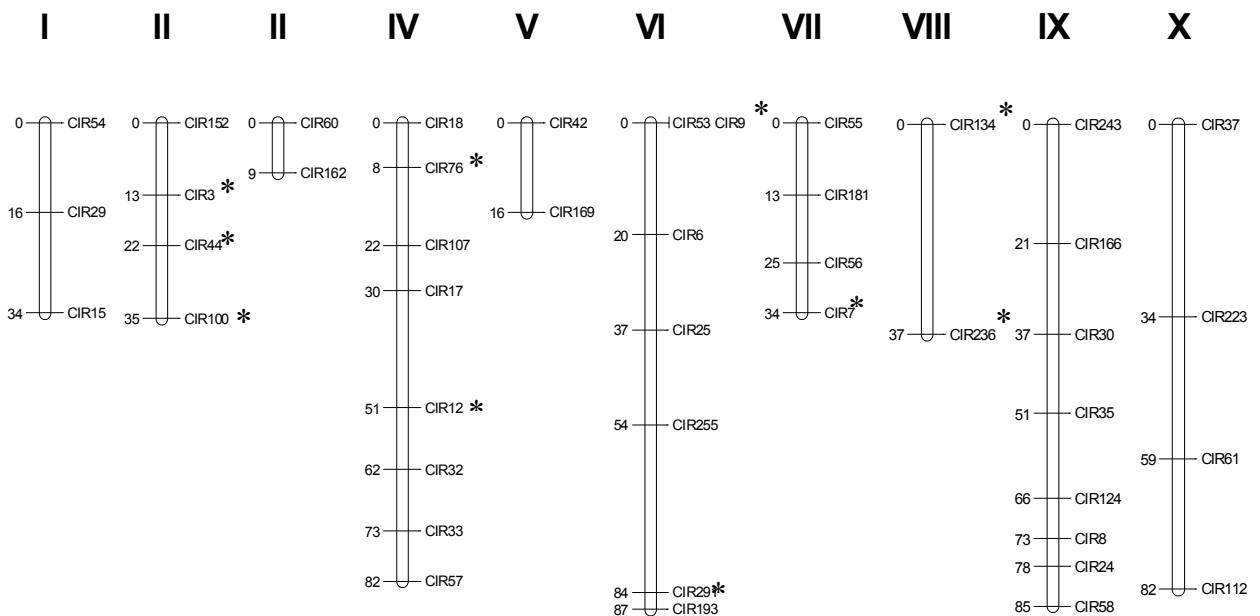 I II II IV V VI VII VIII IX X
0 CIR54
16 CIR29
34 CIR15
0 CIR152
13 CIR3 *
22 CIR44 *
35 CIR100 *
0 CIR60
9 CIR162
0 CIR18
8 CIR76 *
22 CIR107
30 CIR17
51 CIR12 *
62 CIR32
73 CIR33
82 CIR57
0 CIR42
16 CIR169
0 CIR53 CIR9 *
20 CIR6
37 CIR25
54 CIR255
84 CIR291 *
87 CIR193
0 CIR55
13 CIR181
25 CIR56
34 CIR7 *
0 CIR134 *
37 CIR236 *
0 CIR243
21 CIR166
37 CIR30
51 CIR35
66 CIR124
73 CIR8
78 CIR24
85 CIR58
0 CIR37
34 CIR223
59 CIR61
82 CIR112